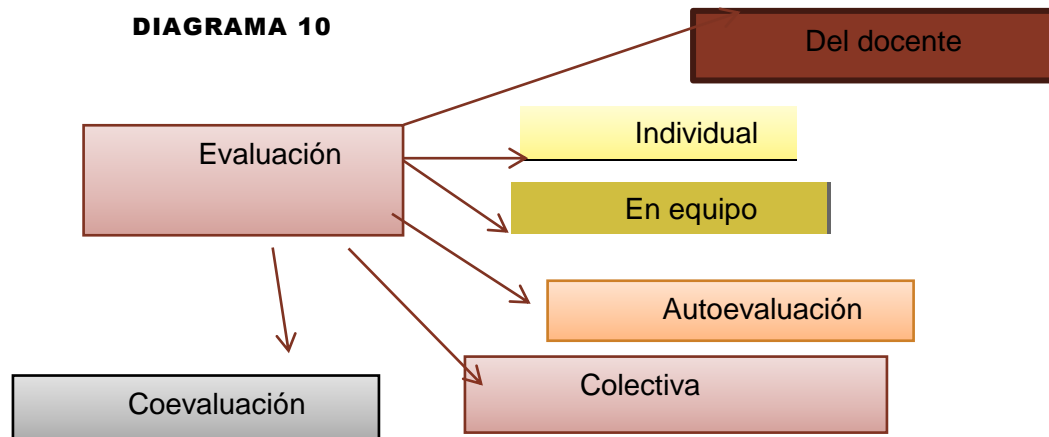 DIAGRAMA 10
Del docente
Individual
Evaluación
En equipo
Autoevaluación
Colectiva
Coevaluación